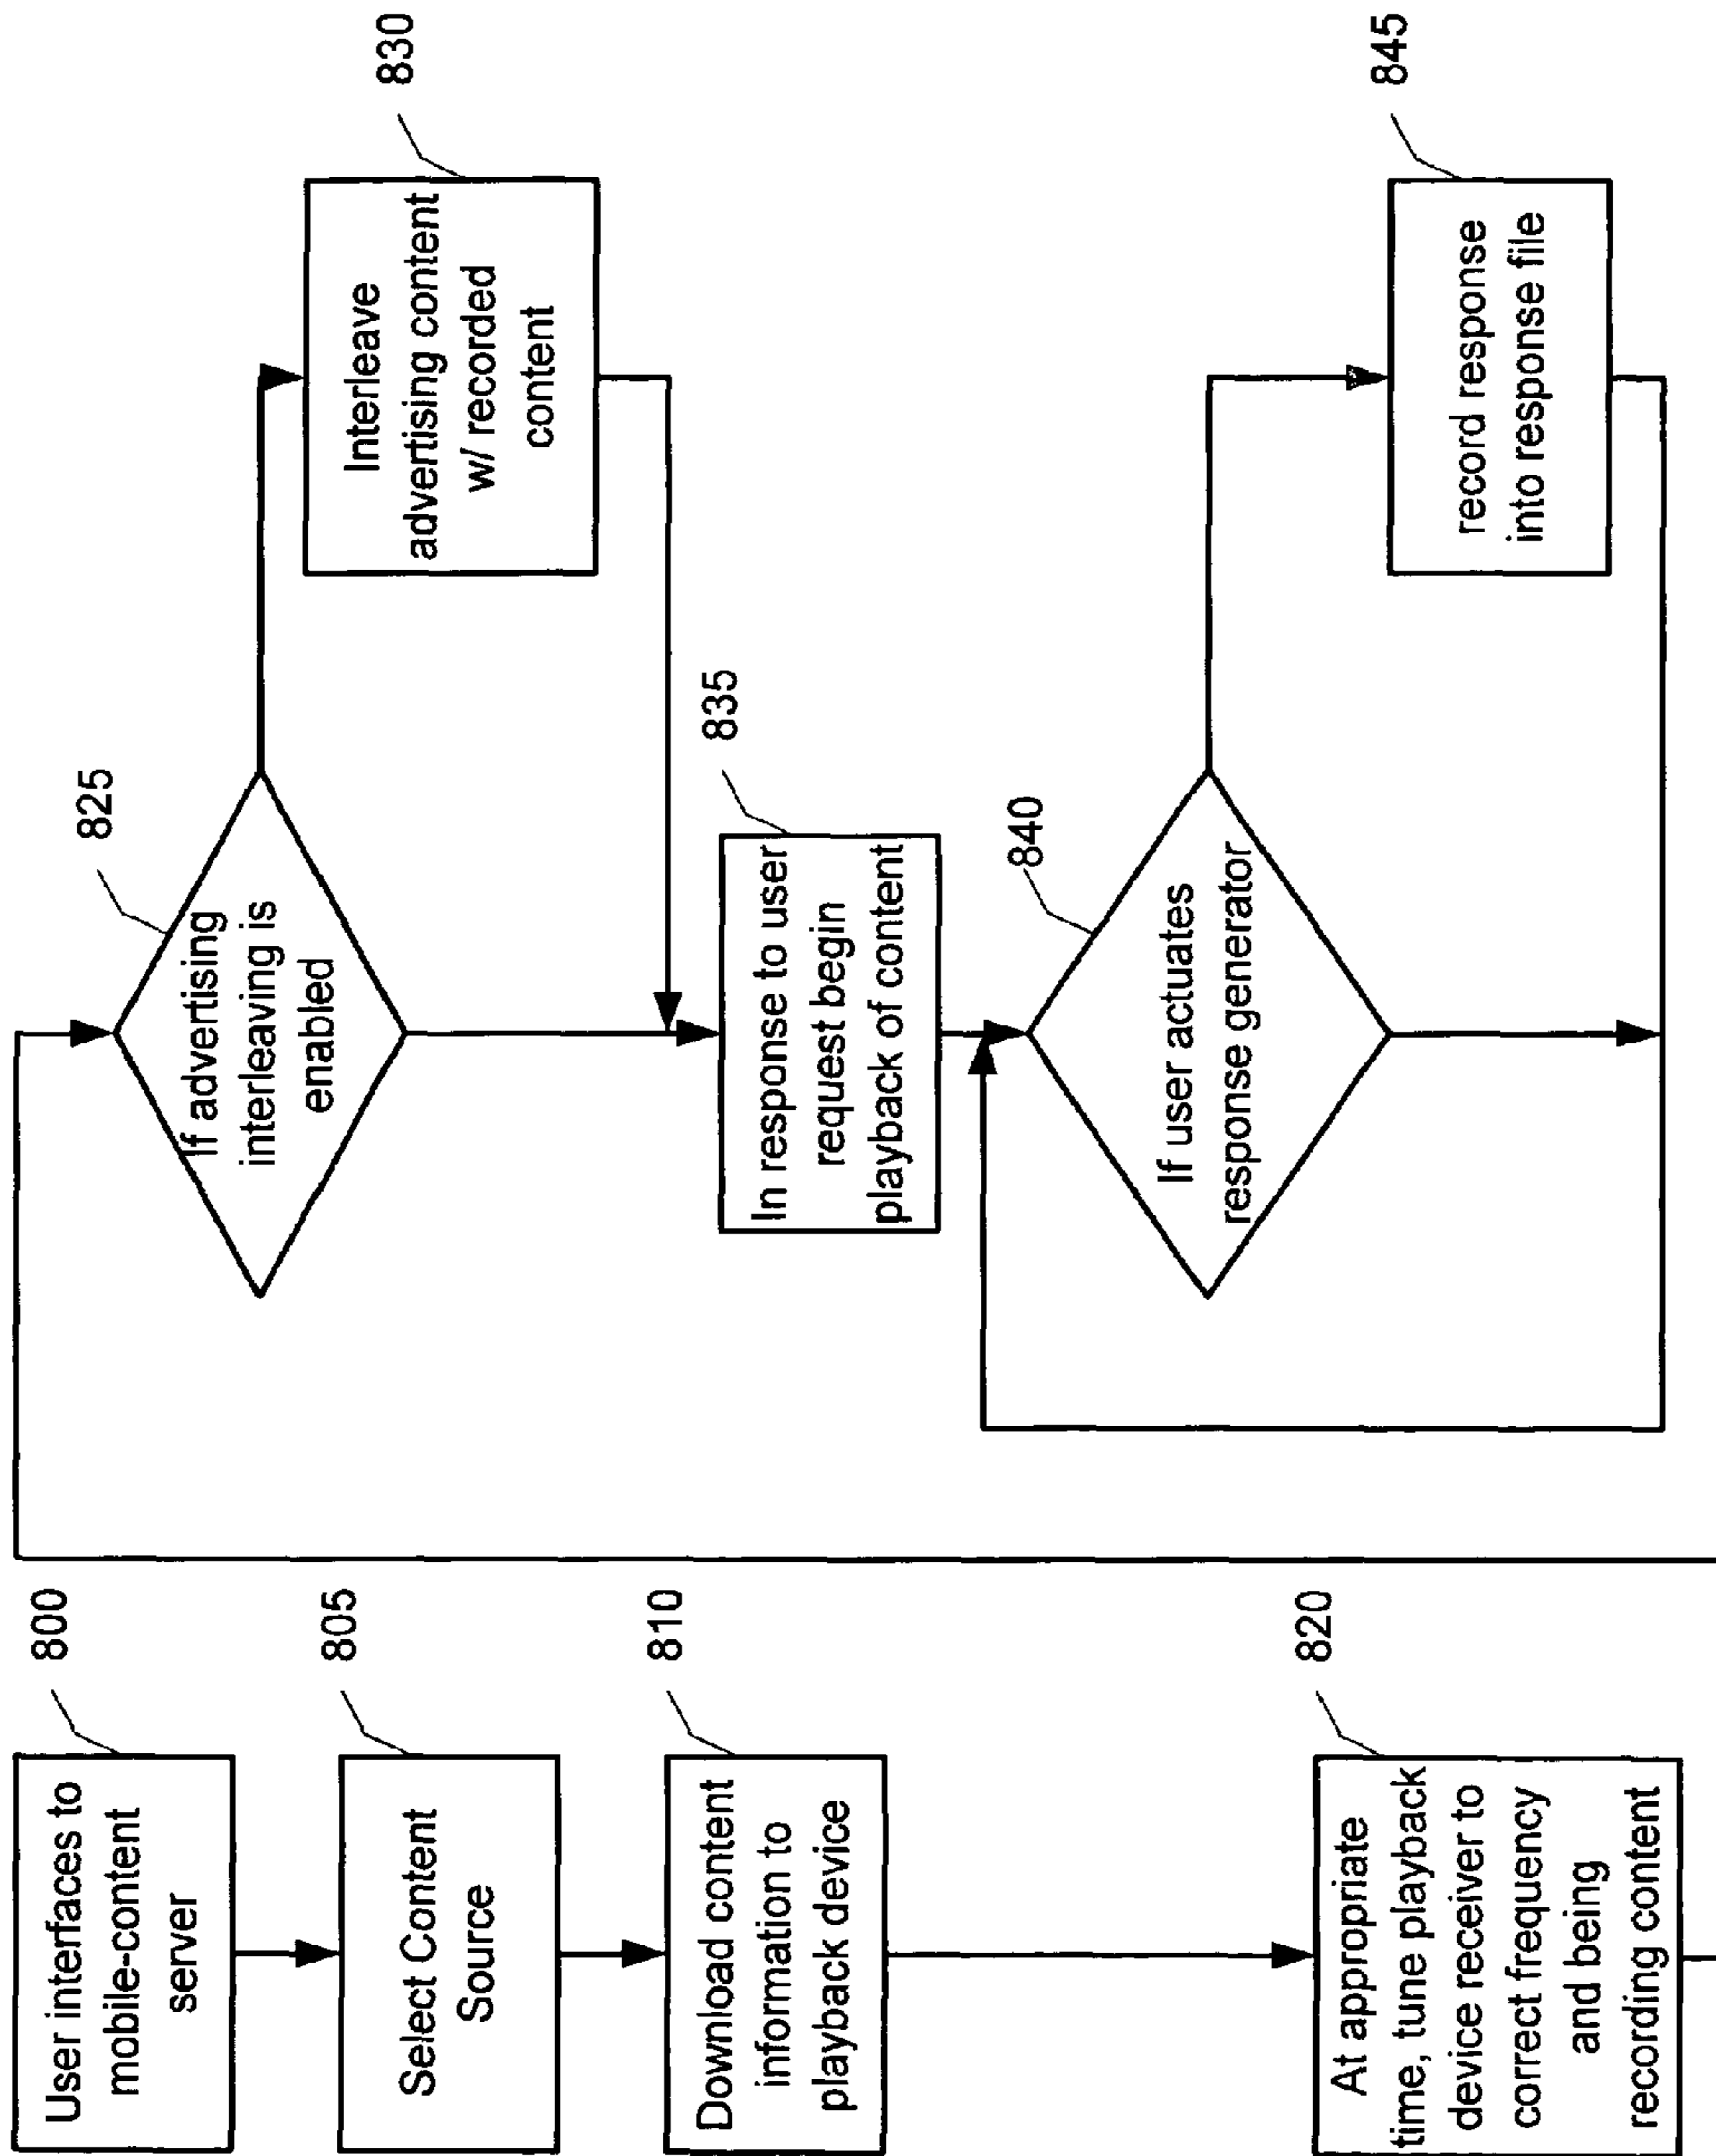 User interfaces to
mobile-content
server
800
Select Content
Source
805
Download content
information to
playback device
810
At appropriate
time, tune playback
device receiver to
correct frequency
and being
recording content
820
If advertising
interleaving is
enabled
825
Interleave
advertising content
w/ recorded
content
830
In response to user
request begin
playback of content
835
If user actuates
response generator
840
record response
into response file
845